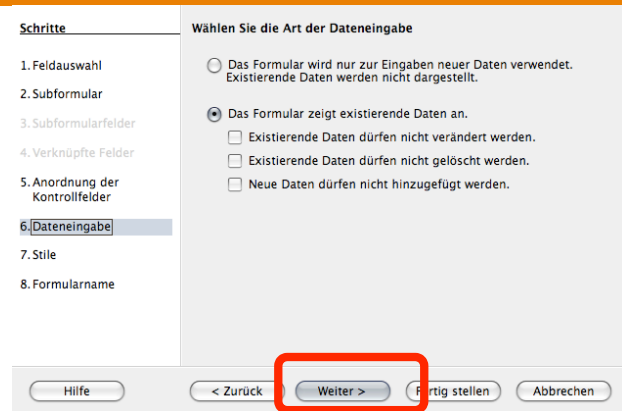 Schritte
1. Feldauswahl
2. Subformular
3. Subformularfelder
4. Verknüpfte Felder
5. Anordnung der
Kontrollfelder
6. Dateneingabe
7. Stile
8. Formularname
Wählen Sie die Art der Dateneingabe
Das Formular wird nur zur Eingaben neuer Daten verwendet.
Existierende Daten werden nicht dargestellt.
Das Formular zeigt existierende Daten an.
Existierende Daten dürfen nicht verändert werden.
Existierende Daten dürfen nicht gelöscht werden.
Neue Daten dürfen nicht hinzugefügt werden.
Hilfe < Zurück Weiter > Fertig stellen Abbrechen